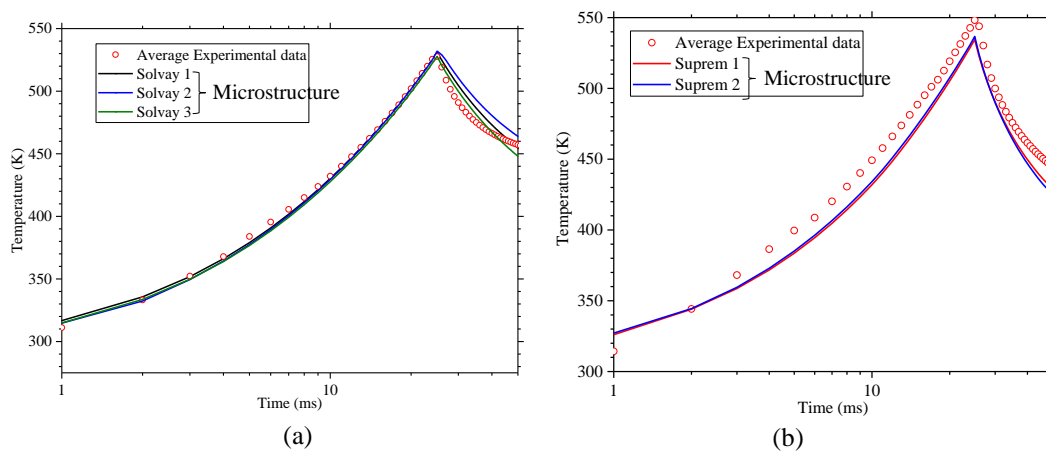 550
500
450
400
350
300
Temperature (K)
Average Experimental data
Solvay 1
Solvay 2
Solvay 3
Microstructure
1
10
Time (ms)
(a)
550
500
450
400
350
300
Temperature (K)
Average Experimental data
Suprem 1
Suprem 2
Microstructure
1
10
Time (ms)
(b)